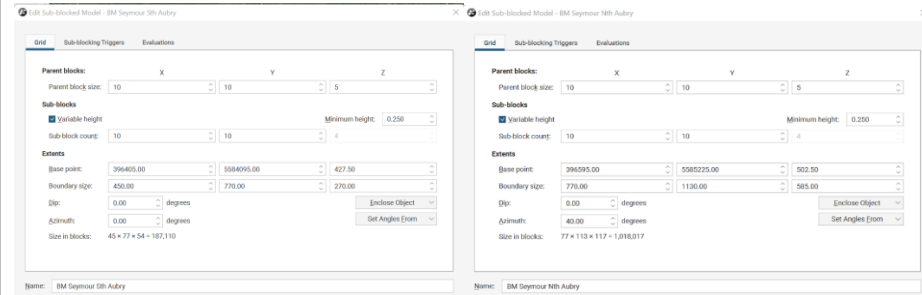 Edit Sub-blocked Model - BM Seymour Sth Aubry
Grid Sub-blocking Triggers Evaluations
Parent blocks: X Y Z
Parent block size: 10 10 5
Sub-blocks
Variable height Minimum height: 0.250
Sub-block count: 10 10 4
Extents
Base point: 396405.00 5584095.00 427.50
Boundary size: 450.00 770.00 270.00
Dip: 0.00 degrees Enclose Object
Azimuth: 0.00 degrees Set Angles From
Size in blocks: 45 × 77 × 54 = 187,110
Name: BM Seymour Sth Aubry
Edit Sub-blocked Model - BM Seymour Nth Aubry
Grid Sub-blocking Triggers Evaluations
Parent blocks: X Y Z
Parent block size: 10 10 5
Sub-blocks
Variable height Minimum height: 0.250
Sub-block count: 10 10 4
Extents
Base point: 396595.00 5585225.00 502.50
Boundary size: 770.00 1130.00 585.00
Dip: 0.00 degrees Enclose Object
Azimuth: 40.00 degrees Set Angles From
Size in blocks: 77 × 113 × 117 = 1,018,017
Name: BM Seymour Nth Aubry